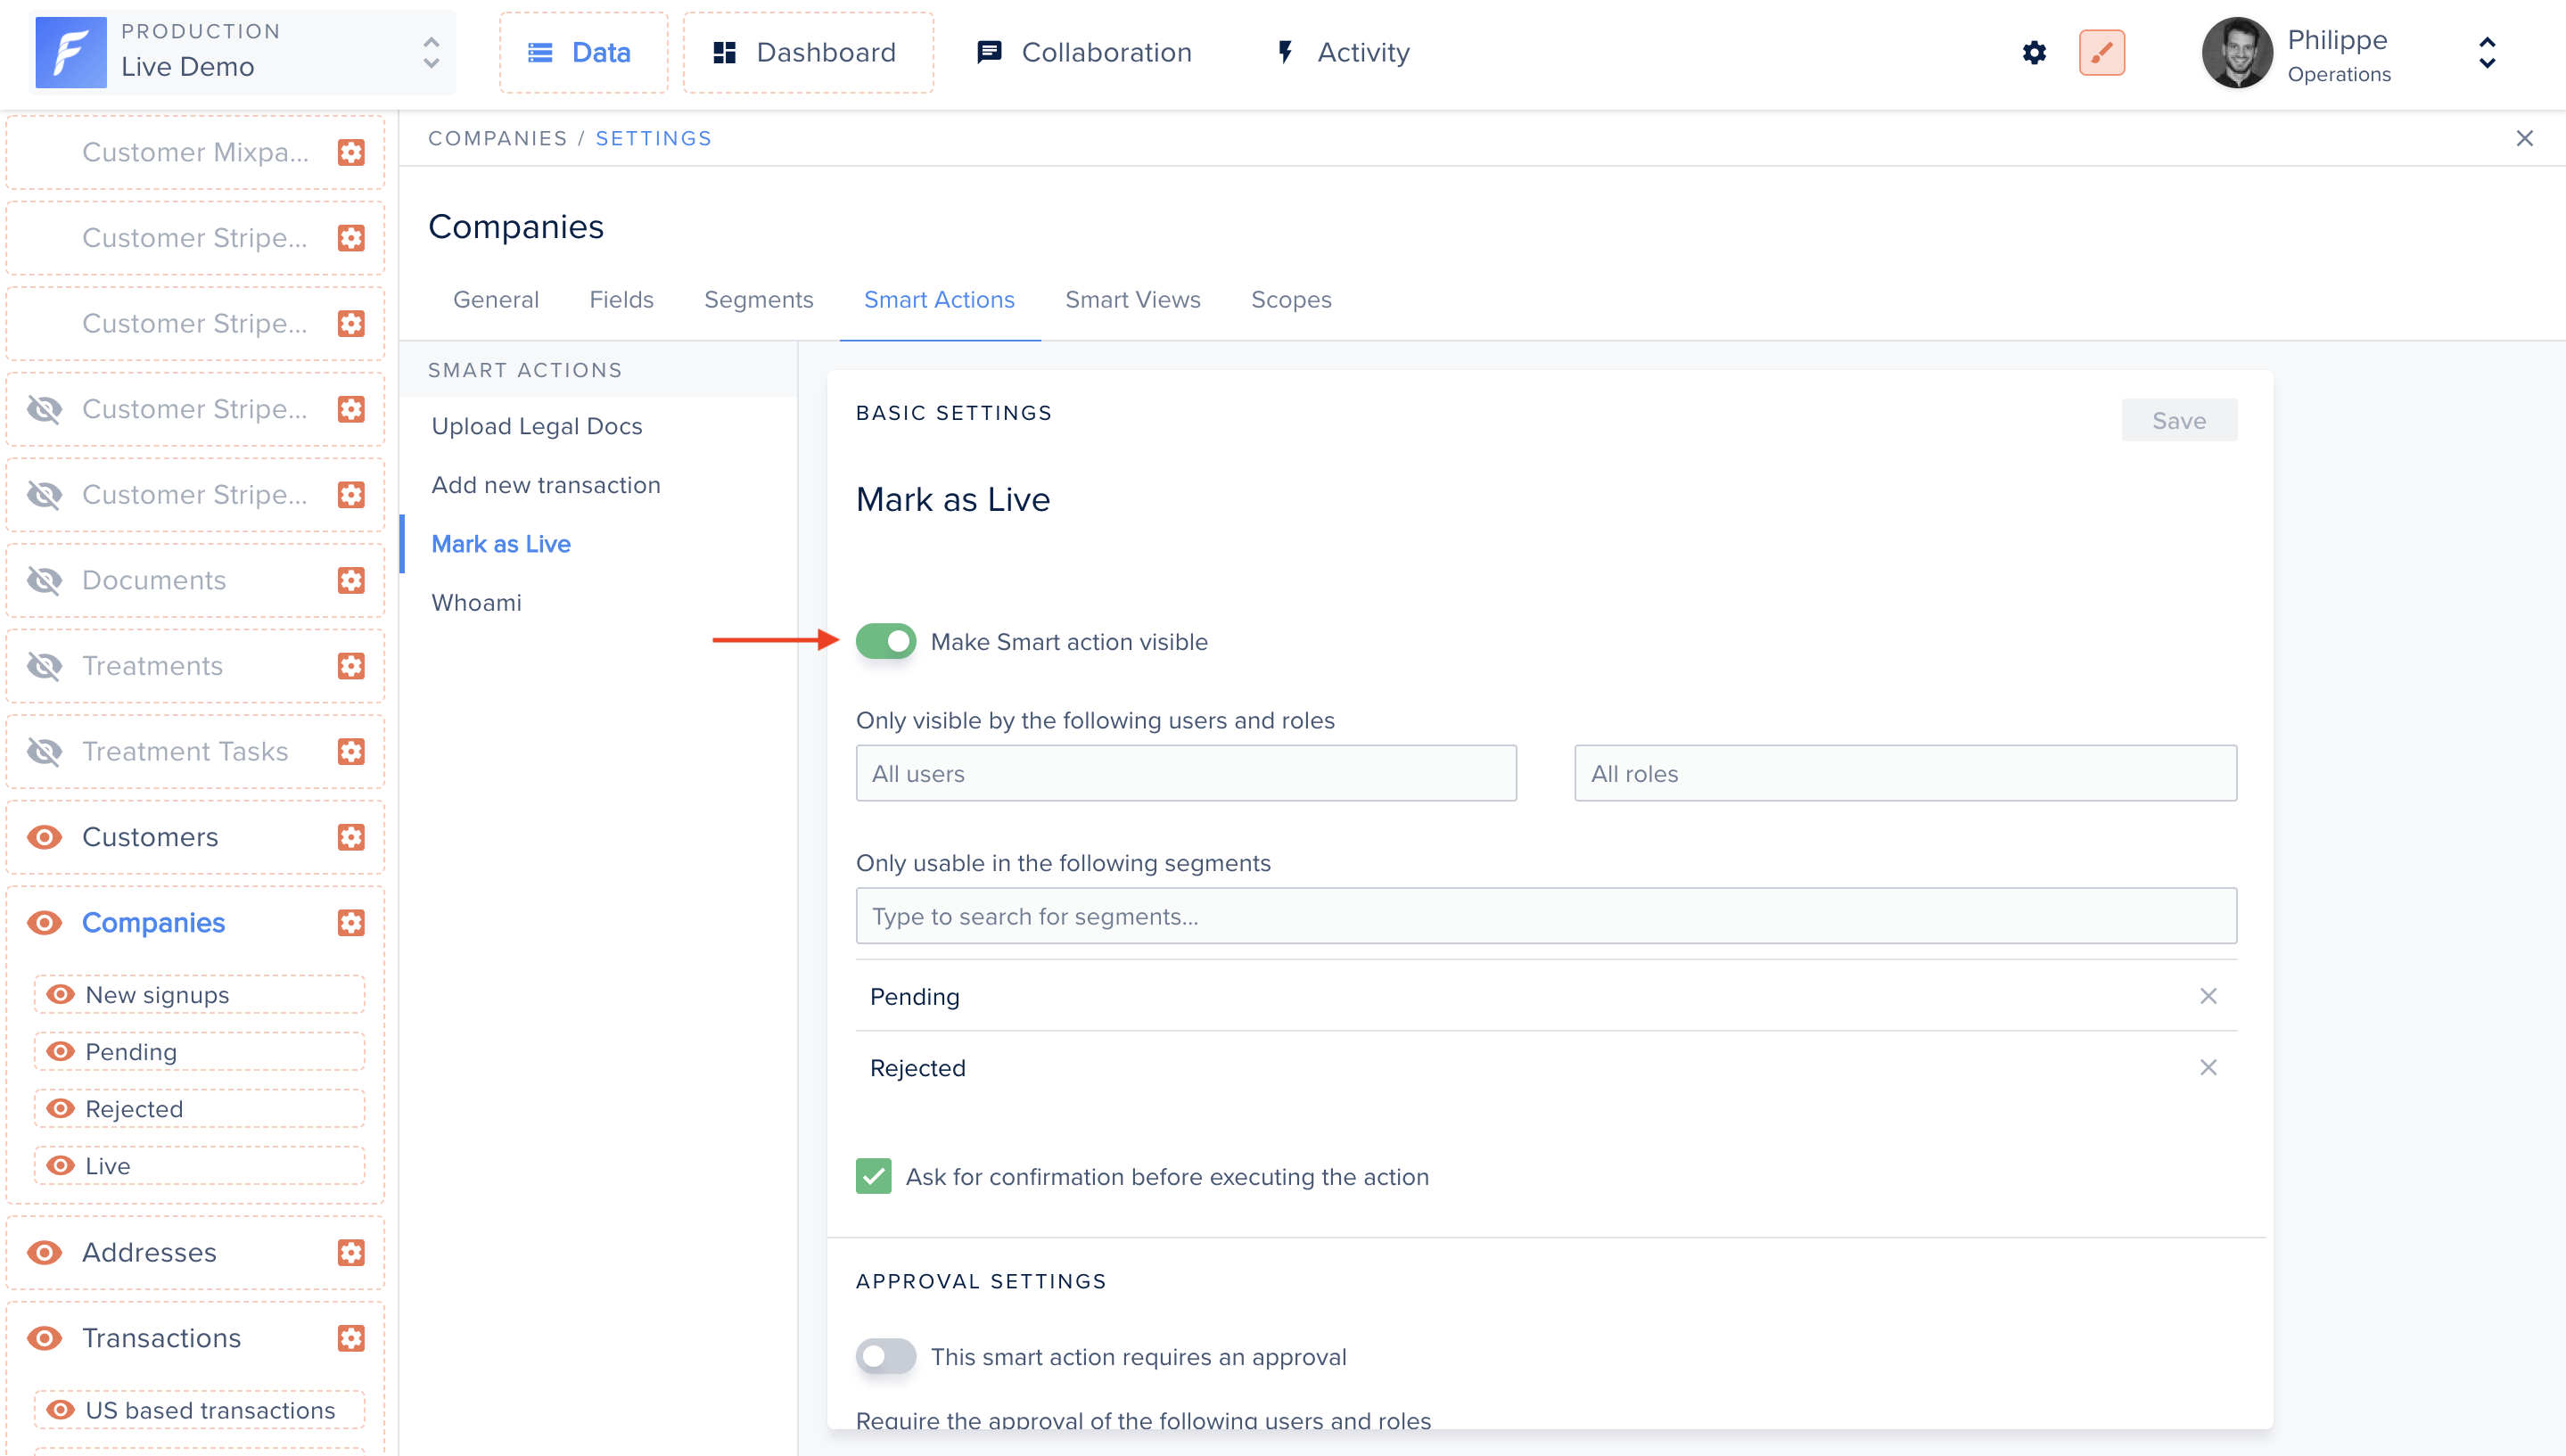 PRODUCTION
Live Demo
Data
Dashboard
Collaboration
Activity
Philippe
Operations
Customer Mixpa...
Customer Stripe...
Customer Stripe...
Customer Stripe...
Customer Stripe...
Documents
Treatments
Treatment Tasks
Customers
Companies
New signups
Pending
Rejected
Live
Addresses
Transactions
US based transactions
COMPANIES / SETTINGS
Companies
General
Fields
Segments
Smart Actions
Smart Views
Scopes
SMART ACTIONS
Upload Legal Docs
Add new transaction
Mark as Live
Whoami
BASIC SETTINGS
Save
Mark as Live
Make Smart action visible
Only visible by the following users and roles
All users
All roles
Only usable in the following segments
Type to search for segments...
Pending
Rejected
Ask for confirmation before executing the action
APPROVAL SETTINGS
This smart action requires an approval
Require the approval of the following users and roles